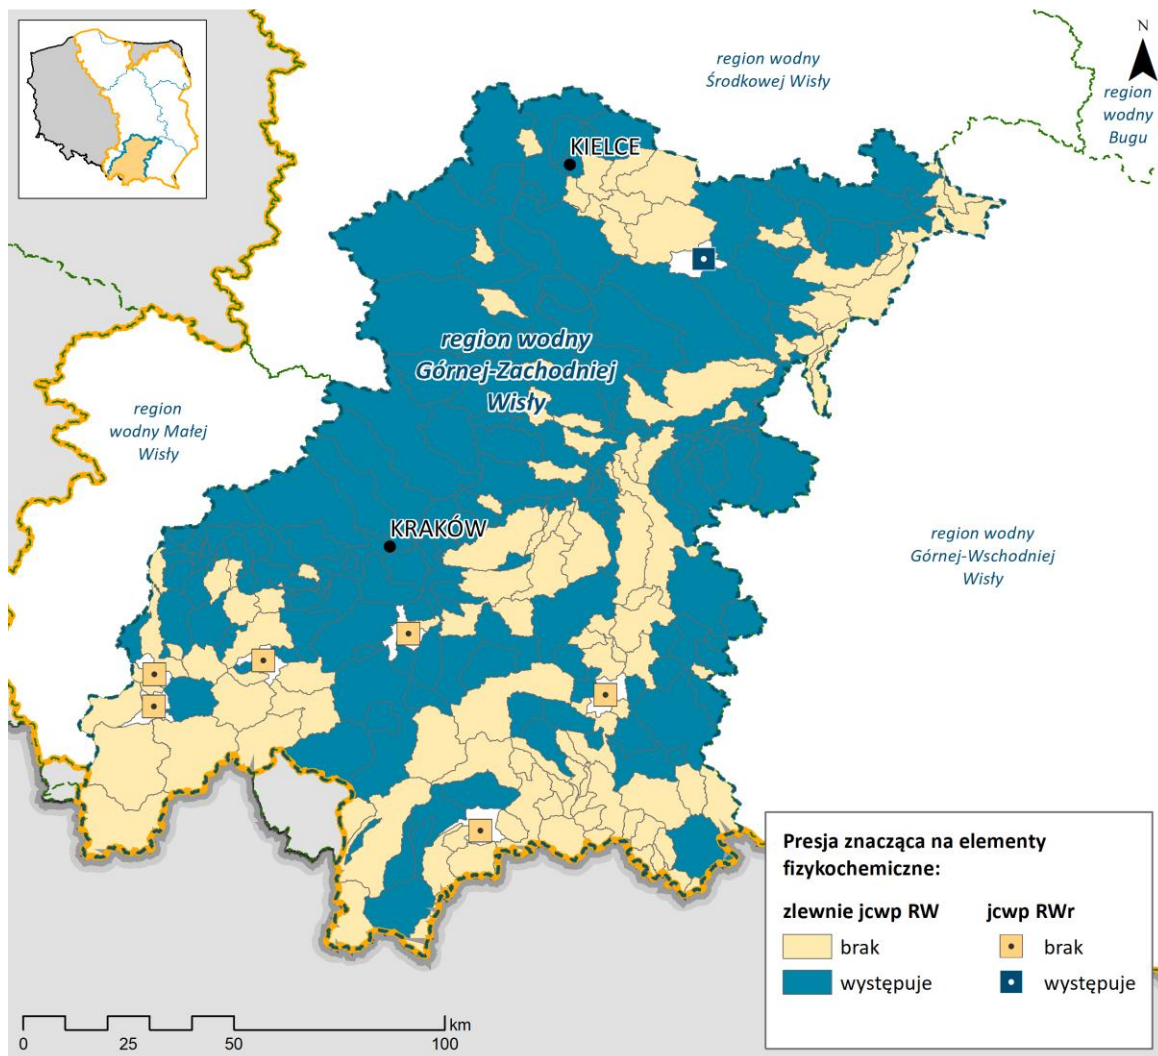 N
region wodny
Środkowej Wisły
region
wodny
Bugu
KIELCE
region wodny
Górnej-Zachodniej
Wisły
region
wodny Małej
Wisły
KRAKÓW
region wodny
Górnej-Wschodniej
Wisły
Presja znacząca na elementy
fizykochemiczne:
zlewnie jcwp RW
jcwp RWr
brak
brak
występuje
występuje
km
0 25 50 100